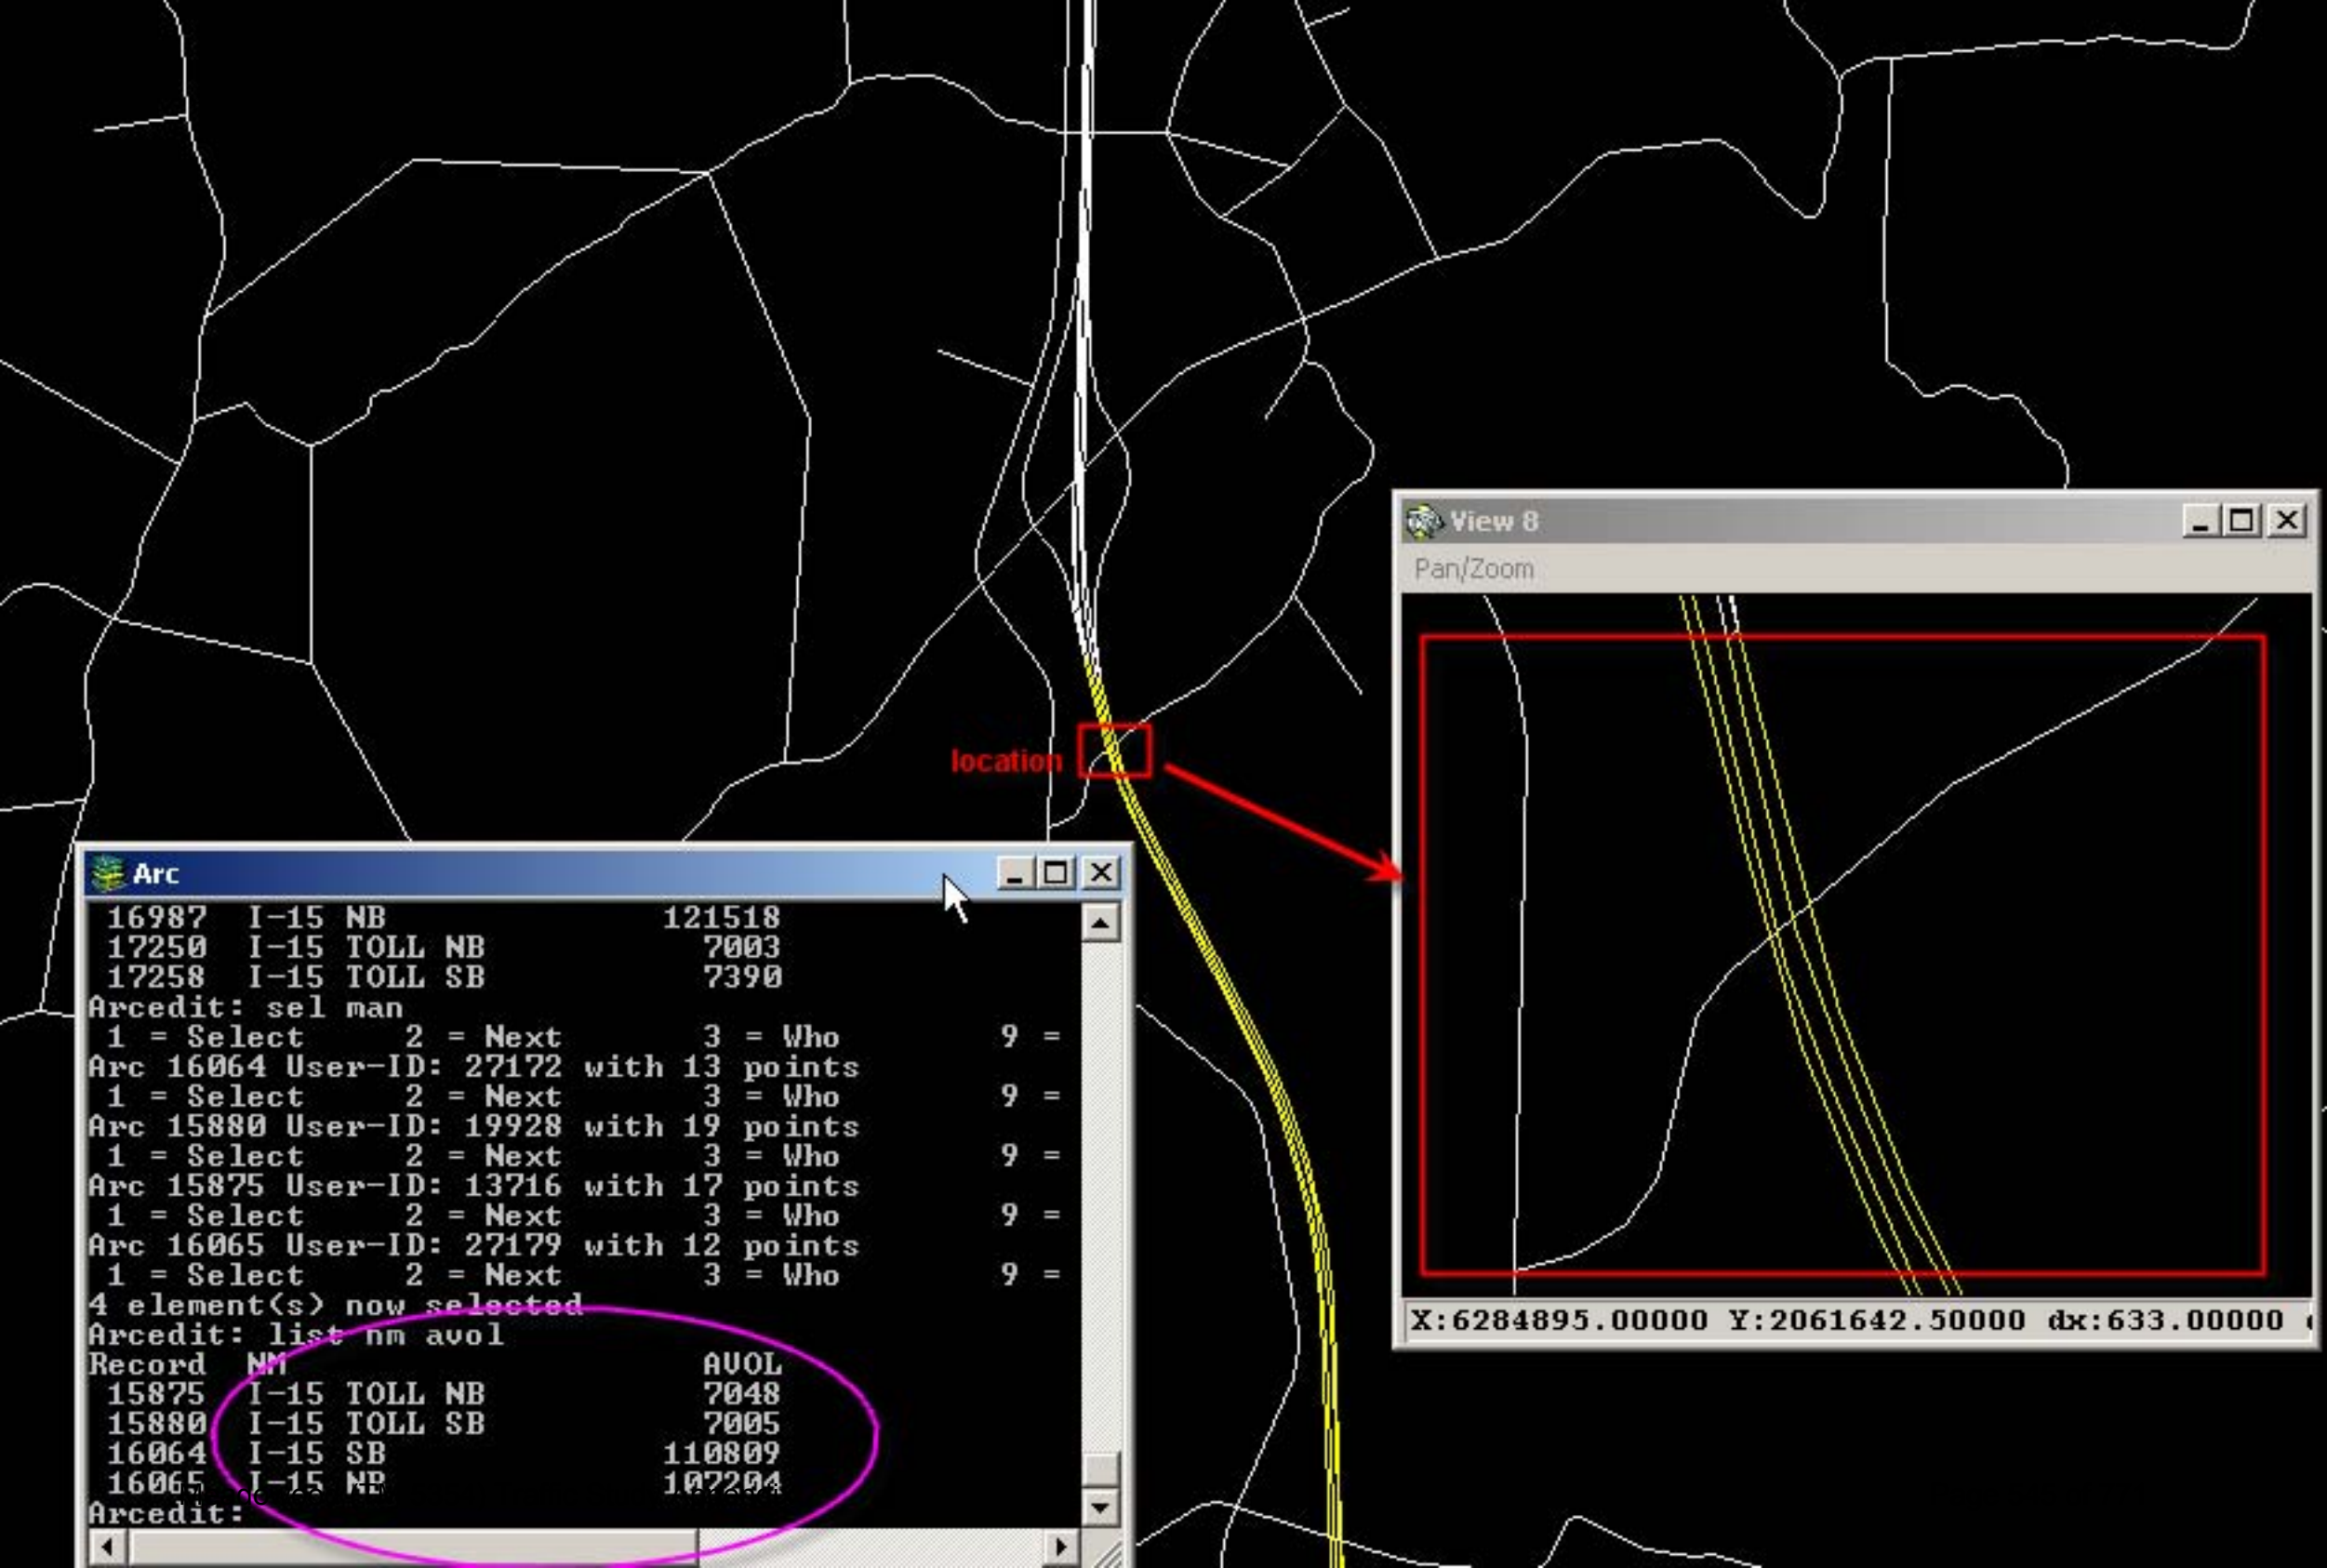 location
View 8
Pan/Zoom
X:6284895.00000 Y:2061642.50000 dx:633.00000
Arc
16987 I-15 NB 121518
17250 I-15 TOLL NB 7003
17258 I-15 TOLL SB 7390
Arcedit: sel man
1 = Select 2 = Next 3 = Who 9 =
Arc 16064 User-ID: 27172 with 13 points
1 = Select 2 = Next 3 = Who 9 =
Arc 15880 User-ID: 19928 with 19 points
1 = Select 2 = Next 3 = Who 9 =
Arc 15875 User-ID: 13716 with 17 points
1 = Select 2 = Next 3 = Who 9 =
Arc 16065 User-ID: 27179 with 12 points
1 = Select 2 = Next 3 = Who 9 =
4 element(s) now selected
Arcedit: list nm avol
Record NM AVOL
15875 I-15 TOLL NB 7048
15880 I-15 TOLL SB 7005
16064 I-15 SB 110809
16065 I-15 NB 107204
Arcedit: